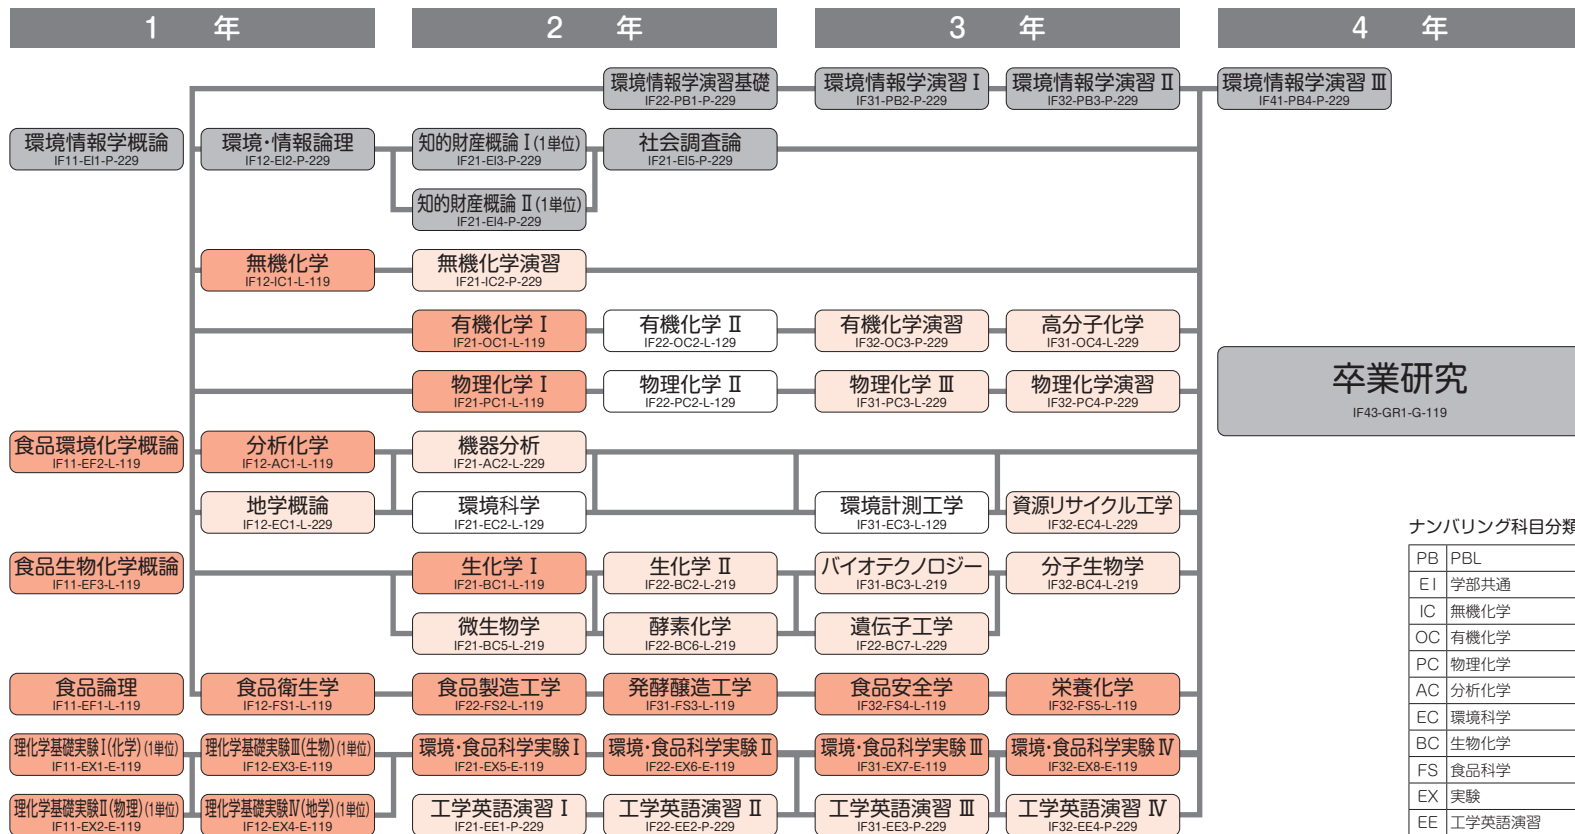 1 年 2 年 3 年 4 年
環境情報学演習基礎 環境情報学演習 Ⅰ 環境情報学演習 Ⅱ 環境情報学演習 Ⅲ
IF22-PB1-P-229 IF31-PB2-P-229 IF32-PB3-P-229 IF41-PB4-P-229
環境情報学概論 環境・情報論理 知的財産概論 Ⅰ(1単位) 社会調査論
IF11-EI1-P-229 IF12-EI2-P-229 IF21-EI3-P-229 IF21-EI5-P-229
知的財産概論 Ⅱ(1単位)
IF21-EI4-P-229
無機化学 無機化学演習
IF12-IC1-L-119 IF21-IC2-P-229
有機化学 Ⅰ 有機化学 Ⅱ 有機化学演習 高分子化学
IF21-OC1-L-119 IF22-OC2-L-129 IF32-OC3-P-229 IF31-OC4-L-229
物理化学 Ⅰ 物理化学 Ⅱ 物理化学 Ⅲ 物理化学演習
IF21-PC1-L-119 IF22-PC2-L-129 IF31-PC3-L-229 IF32-PC4-P-229
卒業研究
IF43-GR1-G-119
食品環境化学概論 分析化学 機器分析
IF11-EF2-L-119 IF12-AC1-L-119 IF21-AC2-L-229
地学概論 環境科学 環境計測工学 資源リサイクル工学
IF12-EC1-L-229 IF21-EC2-L-129 IF31-EC3-L-129 IF32-EC4-L-229
食品生物化学概論 生化学 Ⅰ 生化学 Ⅱ バイオテクノロジー 分子生物学
IF11-EF3-L-119 IF21-BC1-L-119 IF22-BC2-L-219 IF31-BC3-L-219 IF32-BC4-L-219
微生物学 酵素化学 遺伝子工学
IF21-BC5-L-219 IF22-BC6-L-219 IF22-BC7-L-229
食品論理 食品衛生学 食品製造工学 発酵醸造工学 食品安全学 栄養化学
IF11-EF1-L-119 IF12-FS1-L-119 IF22-FS2-L-119 IF31-FS3-L-119 IF32-FS4-L-119 IF32-FS5-L-119
理化学基礎実験Ⅰ(化学)(1単位) 理化学基礎実験Ⅲ(生物)(1単位) 環境・食品科学実験Ⅰ 環境・食品科学実験Ⅱ 環境・食品科学実験Ⅲ 環境・食品科学実験Ⅳ
IF11-EX1-E-119 IF12-EX3-E-119 IF21-EX5-E-119 IF22-EX6-E-119 IF31-EX7-E-119 IF32-EX8-E-119
理化学基礎実験Ⅱ(物理)(1単位) 理化学基礎実験Ⅳ(地学)(1単位) 工学英語演習 Ⅰ 工学英語演習 Ⅱ 工学英語演習 Ⅲ 工学英語演習 Ⅳ
IF11-EX2-E-119 IF12-EX4-E-119 IF21-EE1-P-229 IF22-EE2-P-229 IF31-EE3-P-229 IF32-EE4-P-229
ナンバリング科目分類
PB PBL
EI 学部共通
IC 無機化学
OC 有機化学
PC 物理化学
AC 分析化学
EC 環境科学
BC 生物化学
FS 食品科学
EX 実験
EE 工学英語演習